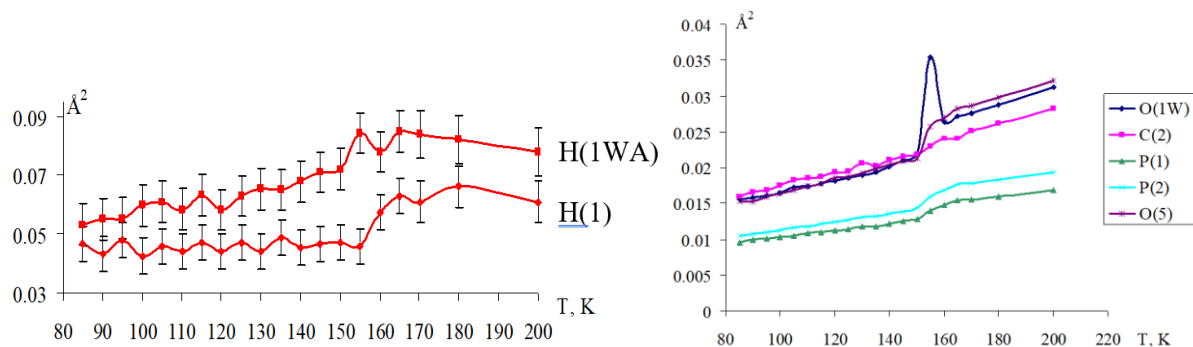 Å2
0.09
0.07
0.05
0.03
80 90 100 110 120 130 140 150 160 170 180 190 200
T, K
H(1WA)
H(1)
Å2
0.04
0.035
0.03
0.025
0.02
0.015
0.01
0.005
0
80 100 120 140 160 180 200 220
T, K
O(1W)
C(2)
P(1)
P(2)
O(5)